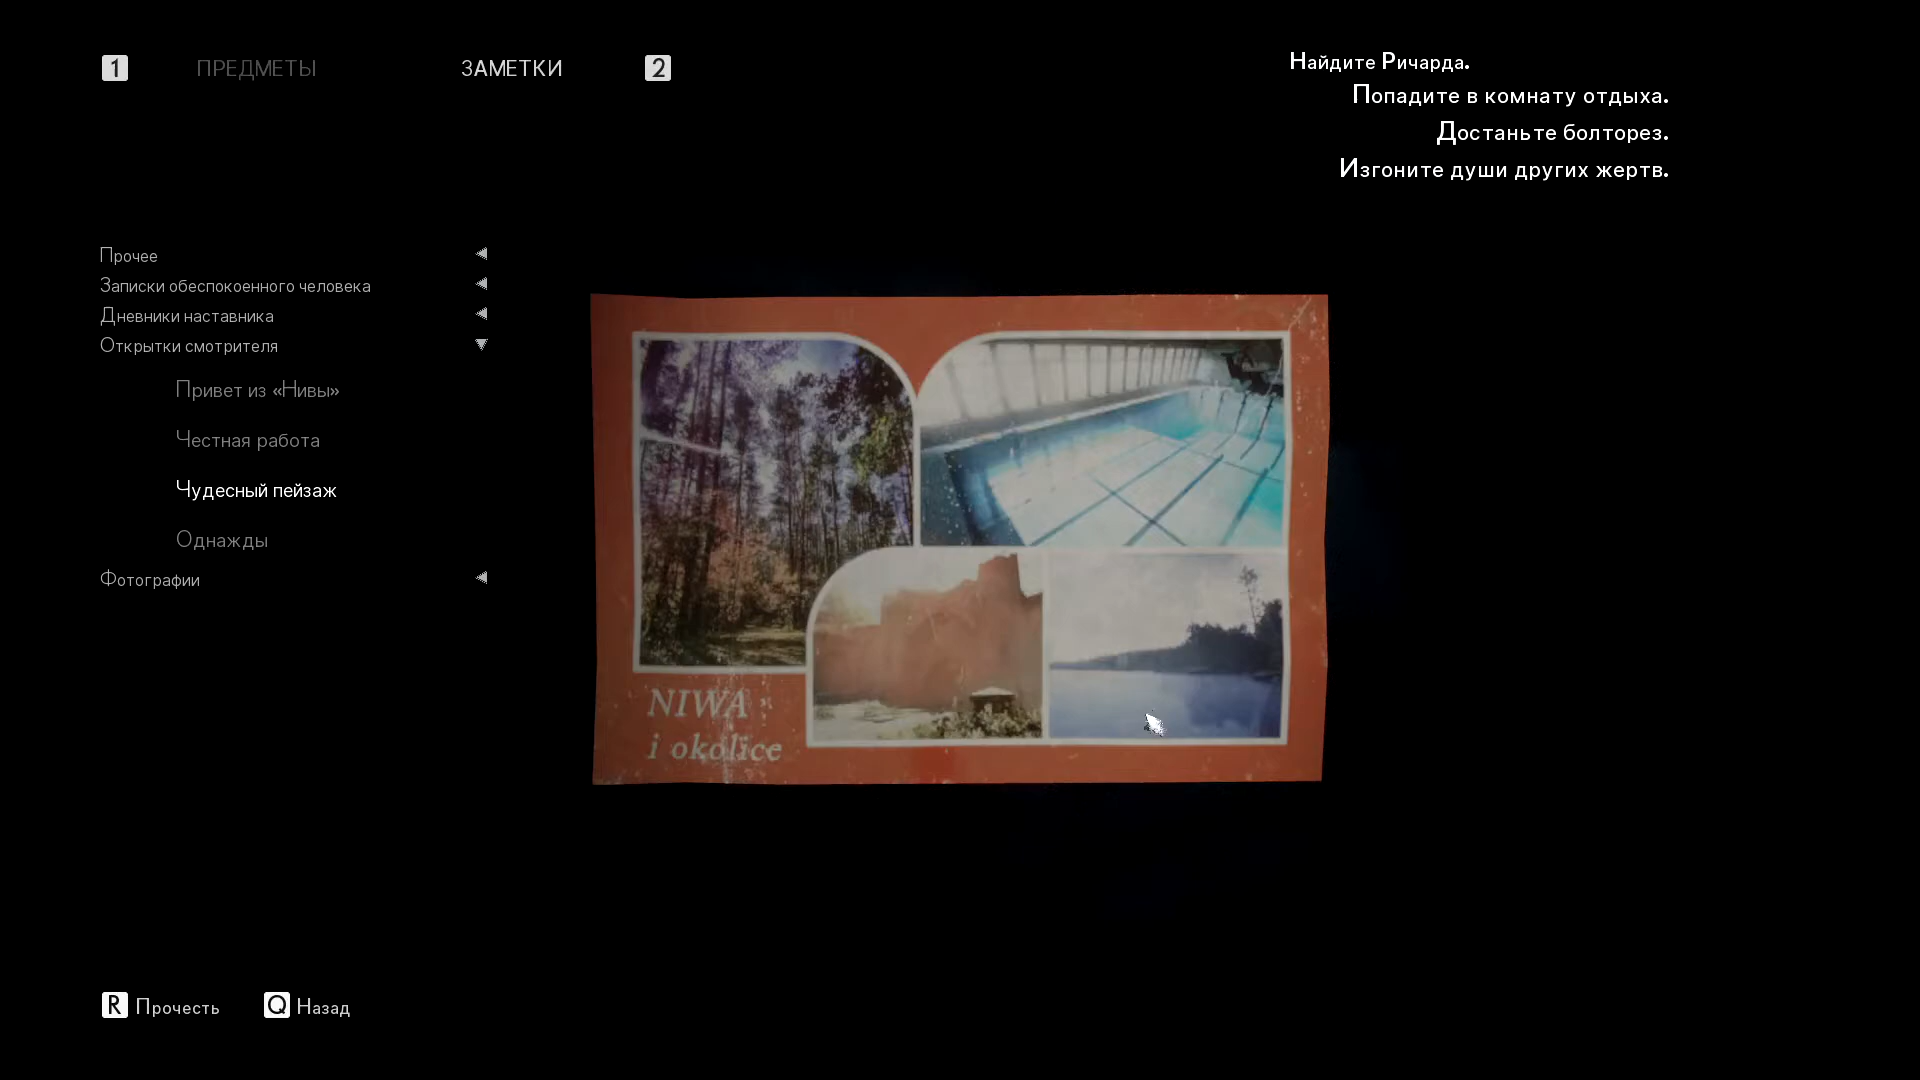 1 ПРЕДМЕТЫ ЗАМЕТКИ 2
Найдите Ричарда.
Попадите в комнату отдыха.
Достаньте болторез.
Изгоните души других жертв.
Прочее
Записки обеспокоенного человека
Дневники наставника
Открытки смотрителя
Привет из «Нивы»
Честная работа
Чудесный пейзаж
Однажды
Фотографии
NIWA
i okolice
R Прочесть Q Назад